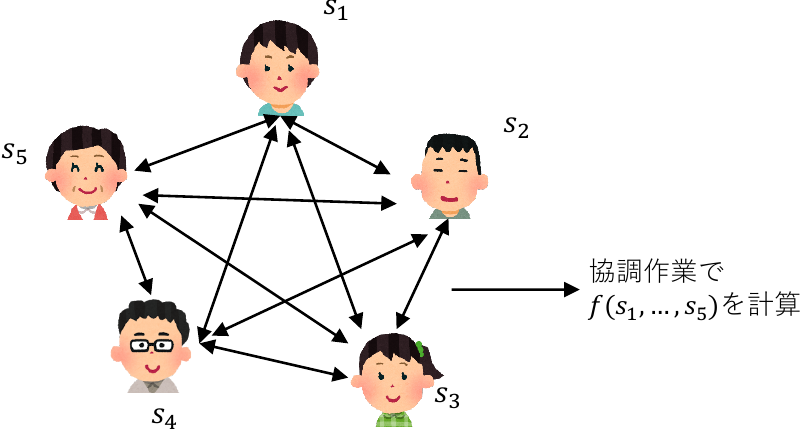 s₁
s₂
s₅
協調作業で
f(s₁, … , s₅)を計算
s₃
s₄